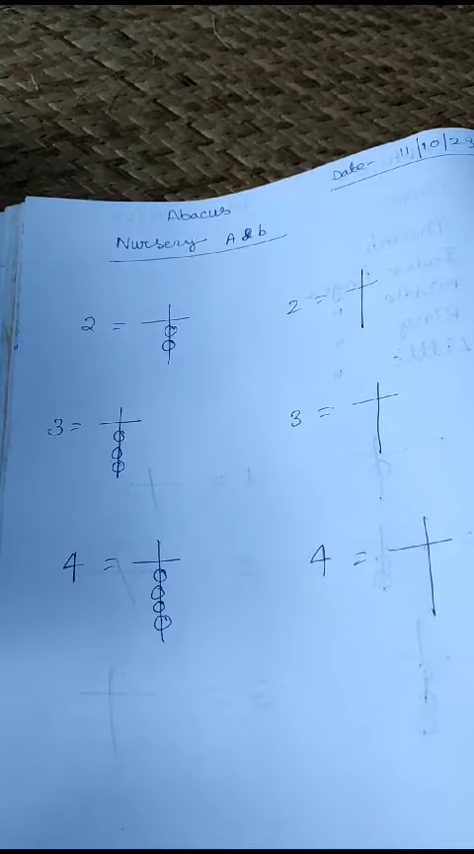 Date- 11/10/23
Abacus
Nursery A & b
2 = 2 =
3 = 3 =
4 = 4 =